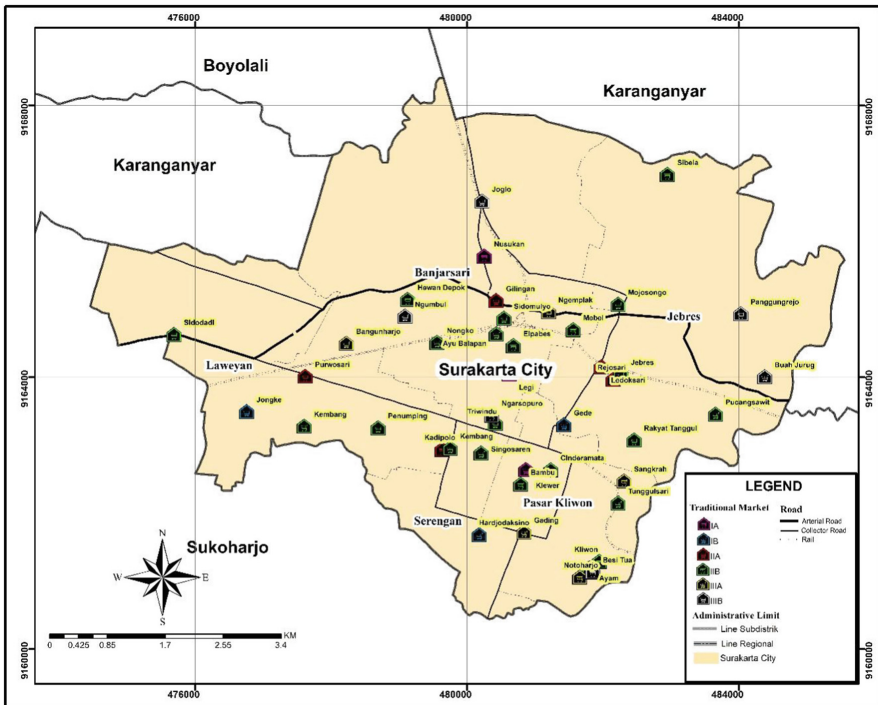 476000
480000
484000
Boyolali
Karanganyar
9168000
9168000
Karanganyar
Sibela
Joglo
Nusukan
Banjarsari
Hewan Depok
Gilingan
Ngumbul
Sidomulyo
Ngemplak
Mojosongo
Panggungrejo
Jebres
Mebel
Sidodadi
Bangunharjo
Nongko
Ayu Balapan
Elpabes
Laweyan
Purwosari
Surakarta City
Rejosari
Jebres
Ledoksari
Buah Jurug
9164000
9164000
Legi
Jongke
Kembang
Penumping
Triwindu
Ngarsopuro
Gede
Pucangsawit
Kadipolo
Kembang
Singosaren
Rakyat Tanggul
Cinderamata
Bambu
Klewer
Sangkrah
Tunggulsari
Pasar Kliwon
Serengan
Hardjodaksino
Gading
Sukoharjo
Kliwon
Besi Tua
Notoharjo
Ayam
N
W
E
S
0
0.425
0.85
1.7
2.55
3.4
KM
LEGEND
Traditional Market
IA
IB
IIA
IIB
IIIA
IIIB
Road
Arterial Road
Collector Road
Rail
Administrative Limit
Line Subdistrik
Line Regional
Surakarta City
9160000
9160000
476000
480000
484000